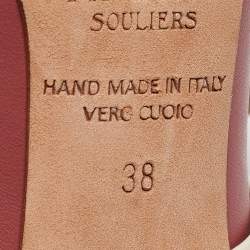 SOULIERS
HAND MADE IN ITALY
VERO CUOIO
38